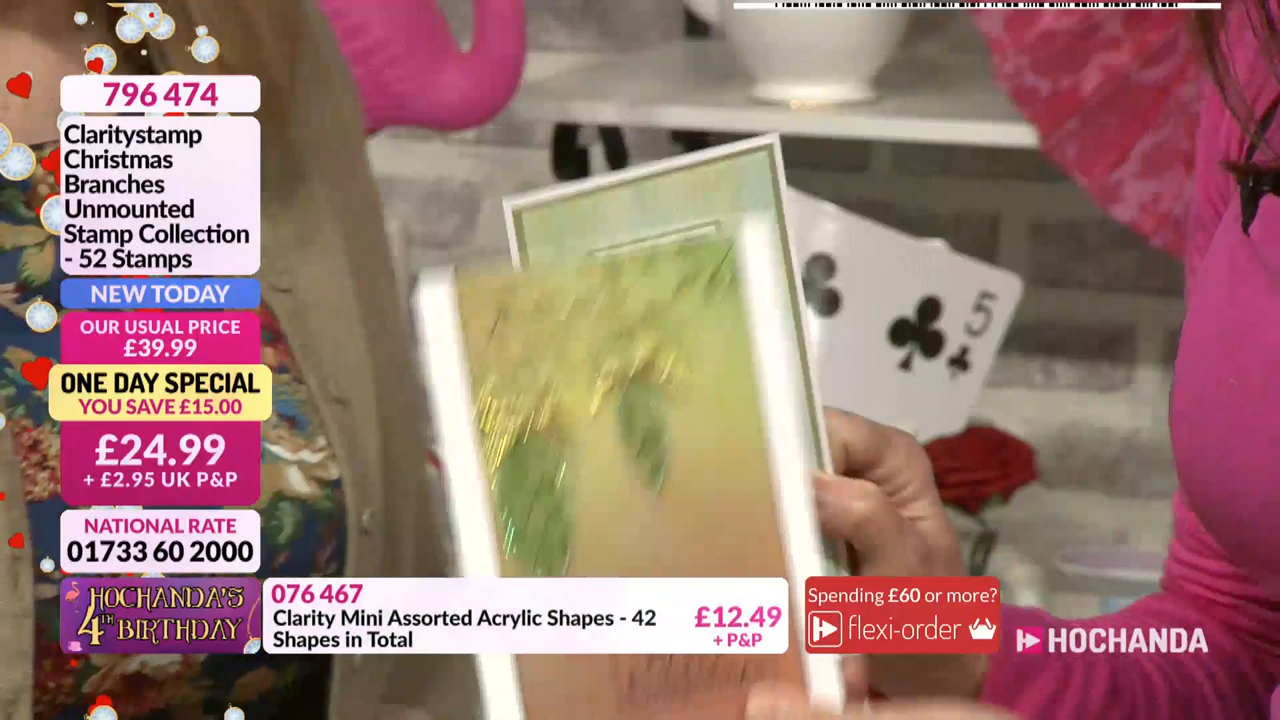 796 474
Claritystamp
Christmas
Branches
Unmounted
Stamp Collection
- 52 Stamps
NEW TODAY
OUR USUAL PRICE
£39.99
ONE DAY SPECIAL
YOU SAVE £15.00
£24.99
+ £2.95 UK P&P
NATIONAL RATE
01733 60 2000
HOCHANDA'S
4TH BIRTHDAY
076 467
Clarity Mini Assorted Acrylic Shapes - 42
Shapes in Total
£12.49
+ P&P
Spending £60 or more?
flexi-order
HOCHANDA
5